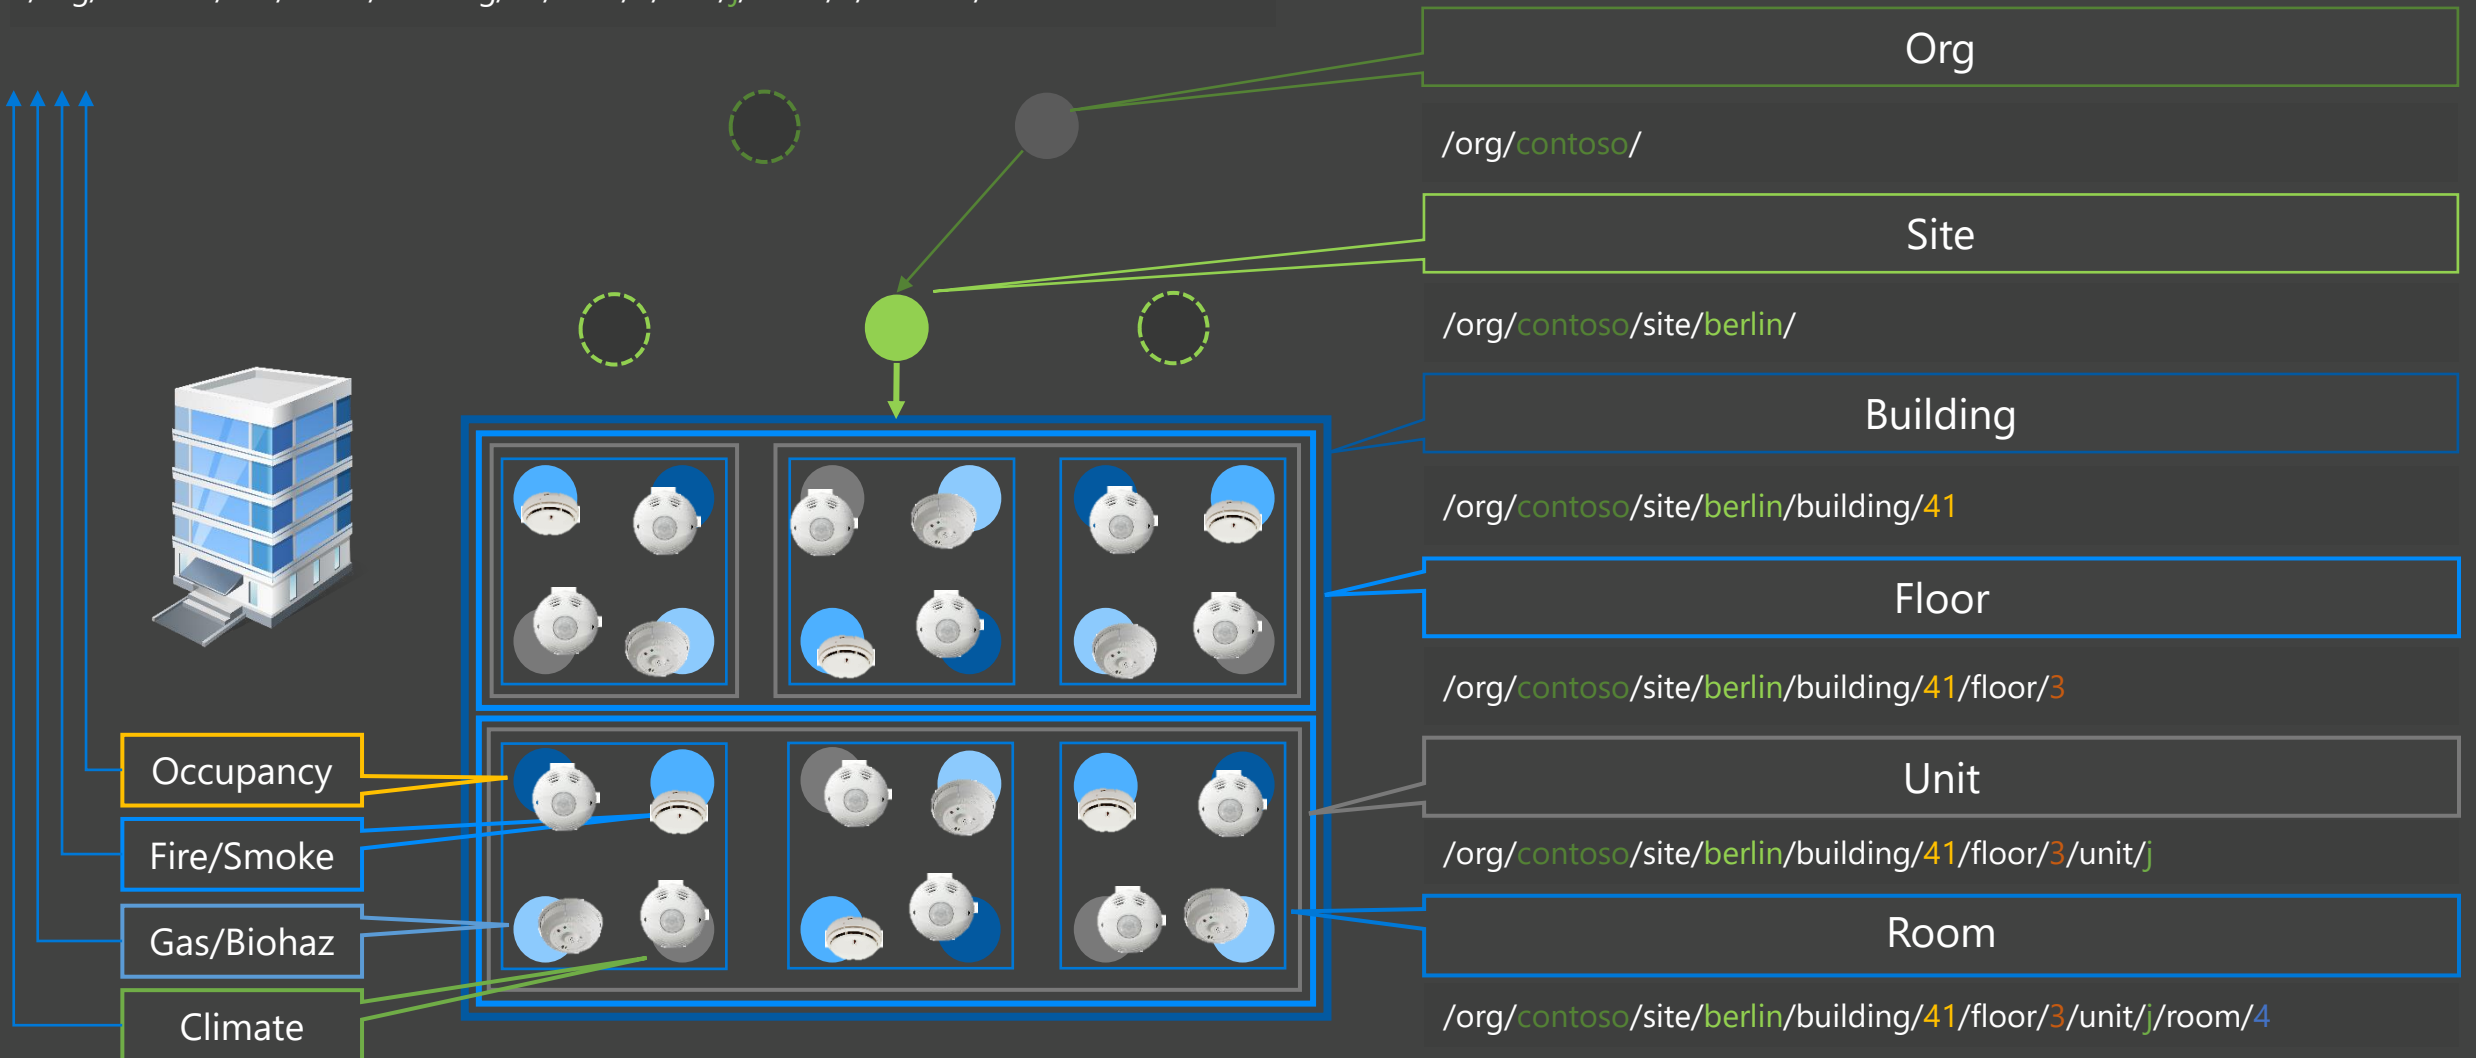 Org
/org/contoso/
Site
/org/contoso/site/berlin/
Building
/org/contoso/site/berlin/building/41
Floor
/org/contoso/site/berlin/building/41/floor/3
Unit
/org/contoso/site/berlin/building/41/floor/3/unit/j
Room
/org/contoso/site/berlin/building/41/floor/3/unit/j/room/4
Occupancy
Fire/Smoke
Gas/Biohaz
Climate